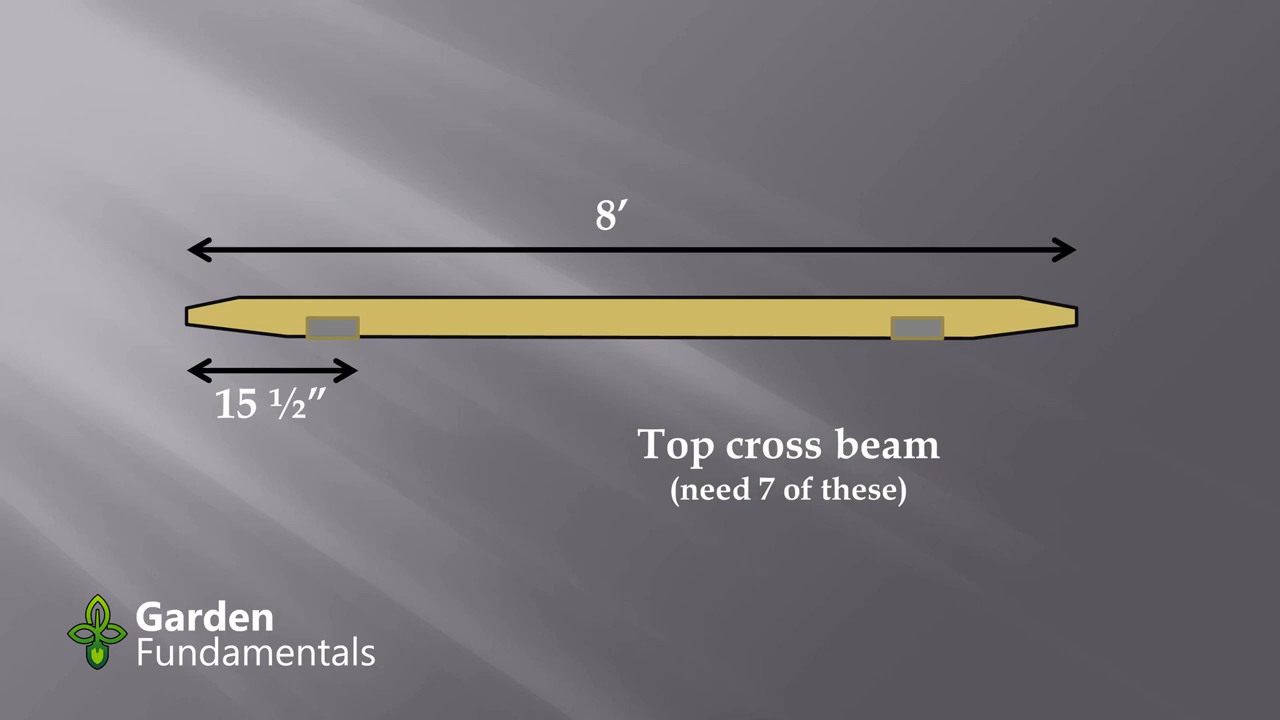 8′
15 ½”
Top cross beam
(need 7 of these)
Garden
Fundamentals